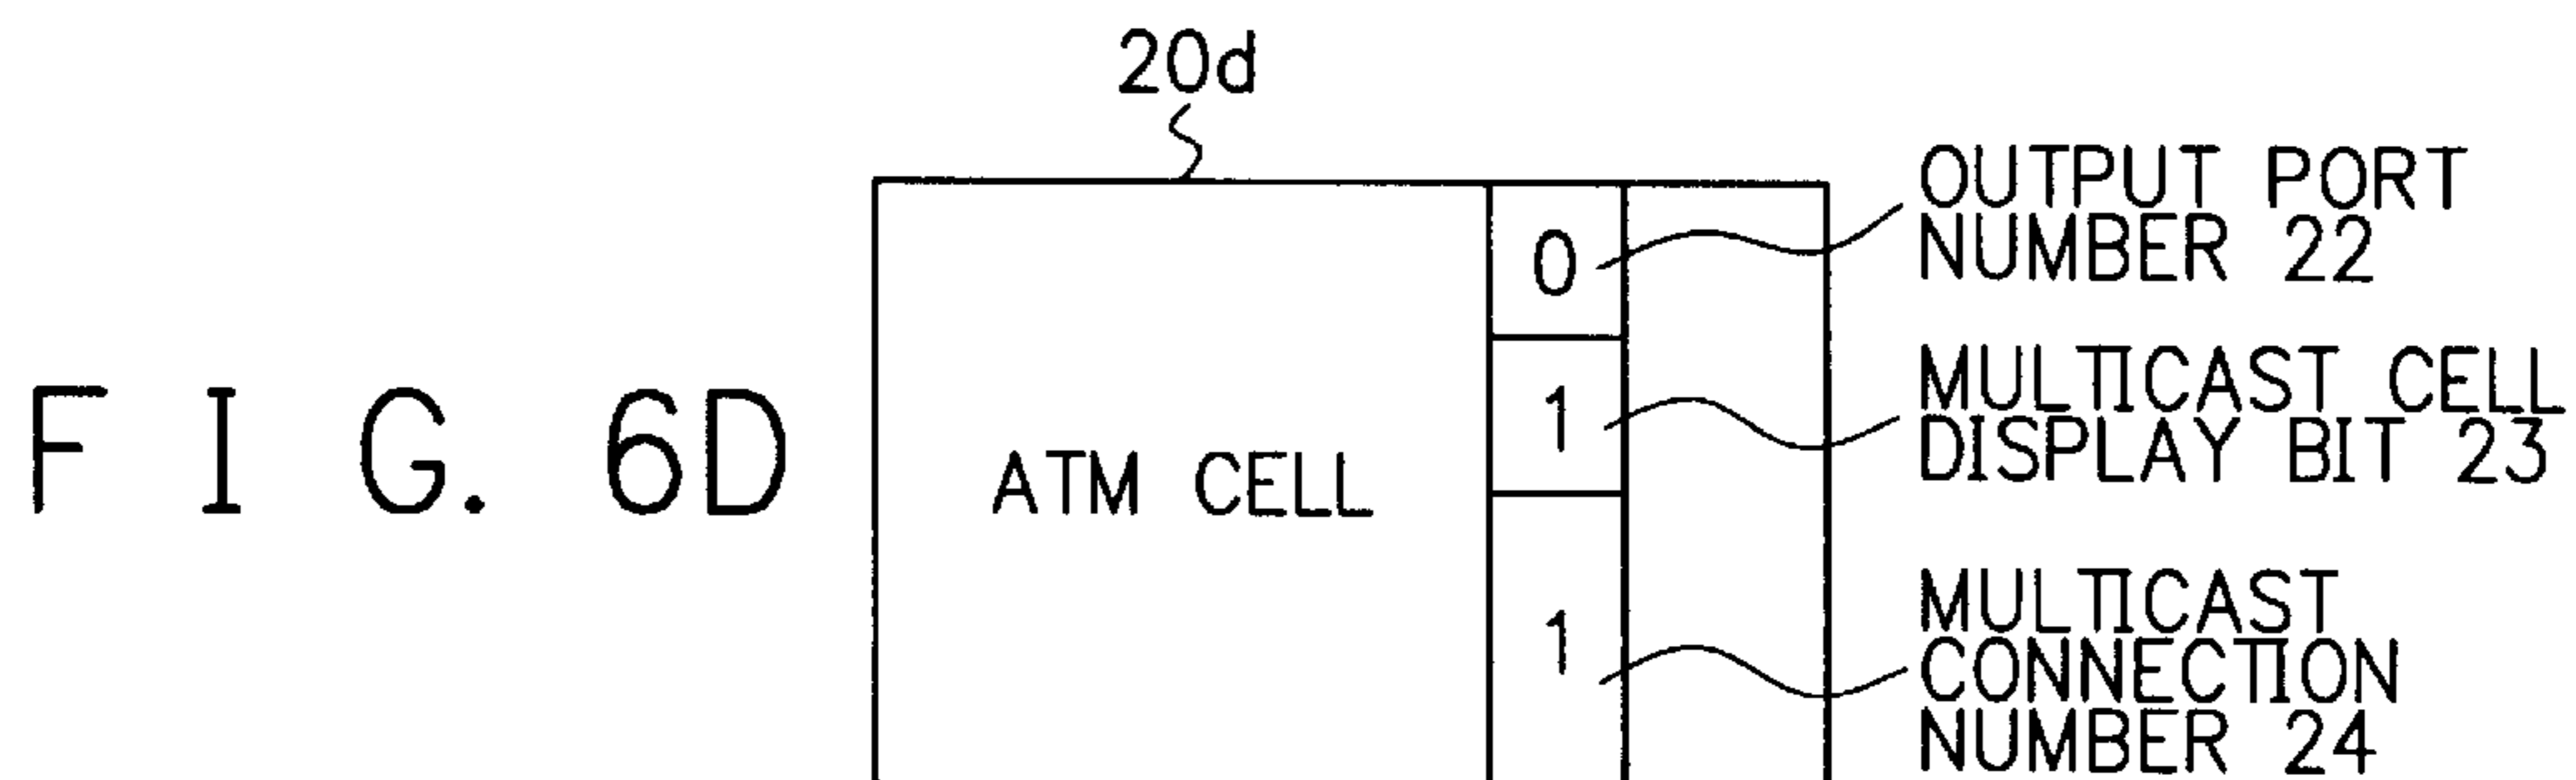 20d
OUTPUT PORT
NUMBER 22
0
F I G. 6D
ATM CELL
1
MULTICAST CELL
DISPLAY BIT 23
1
MULTICAST
CONNECTION
NUMBER 24